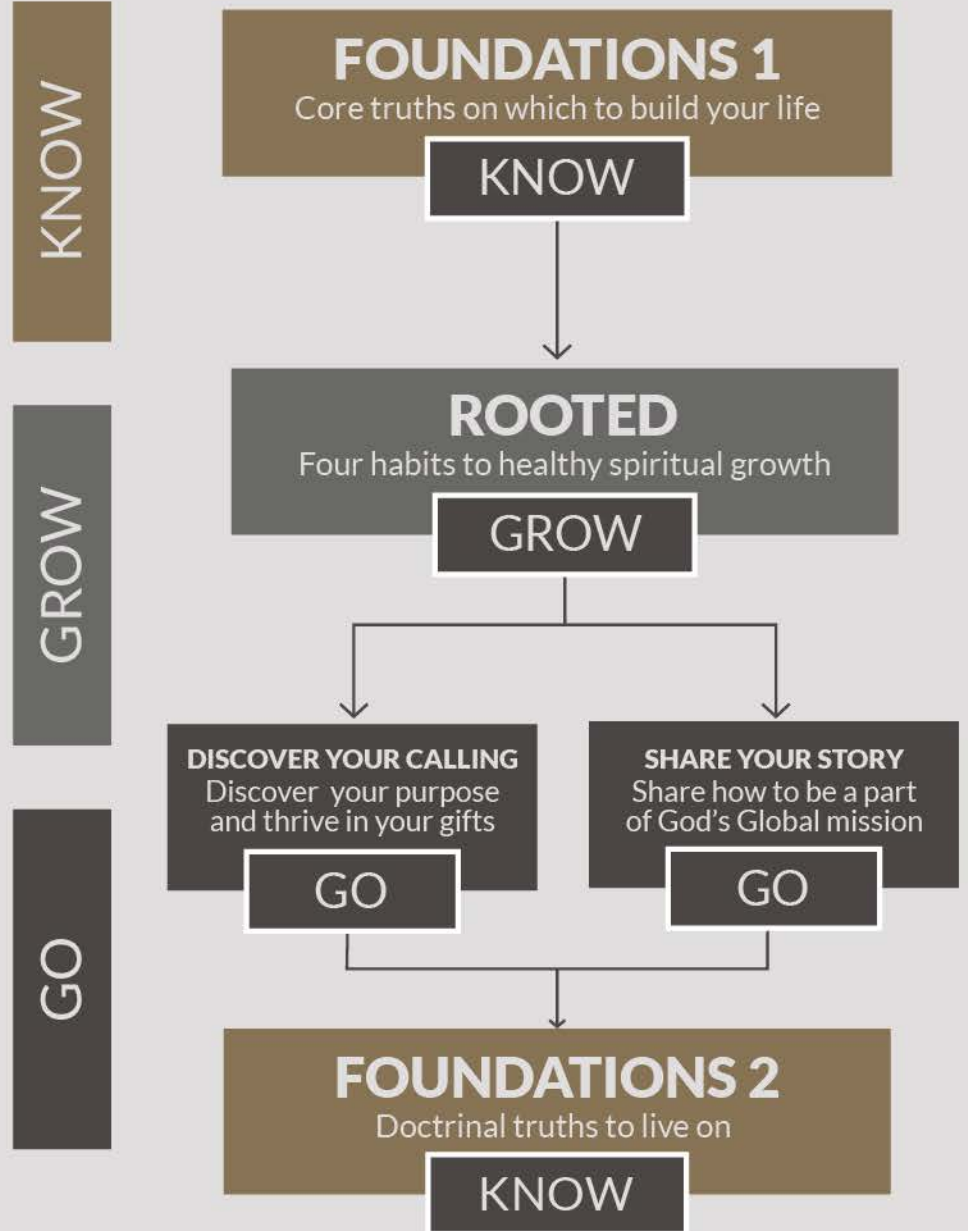 KNOW
FOUNDATIONS 1
Core truths on which to build your life
KNOW
GROW
ROOTED
Four habits to healthy spiritual growth
GROW
DISCOVER YOUR CALLING
Discover your purpose
and thrive in your gifts
GO
SHARE YOUR STORY
Share how to be a part
of God's Global mission
GO
GO
FOUNDATIONS 2
Doctrinal truths to live on
KNOW